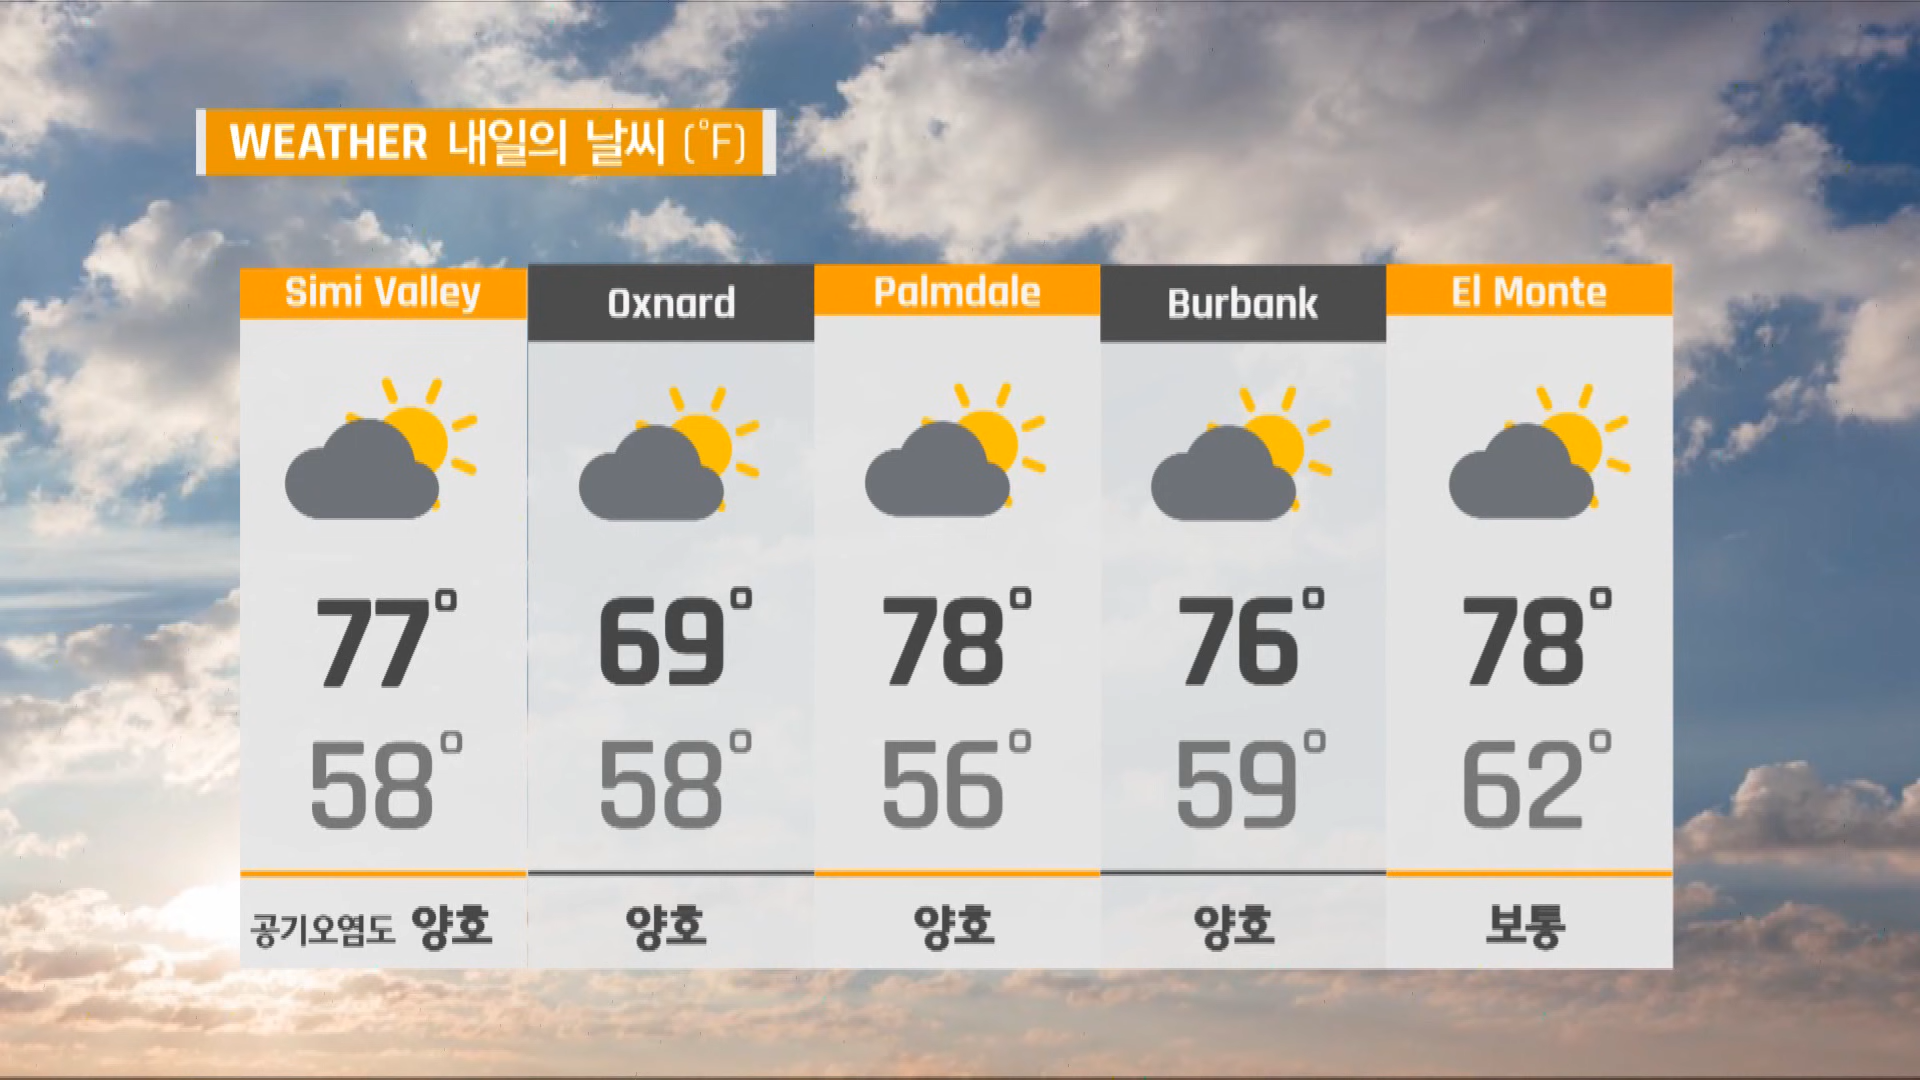 WEATHER 내일의 날씨 (°F)
Simi Valley Oxnard Palmdale Burbank El Monte
77° 69° 78° 76° 78°
58° 58° 56° 59° 62°
공기오염도 양호 양호 양호 양호 보통